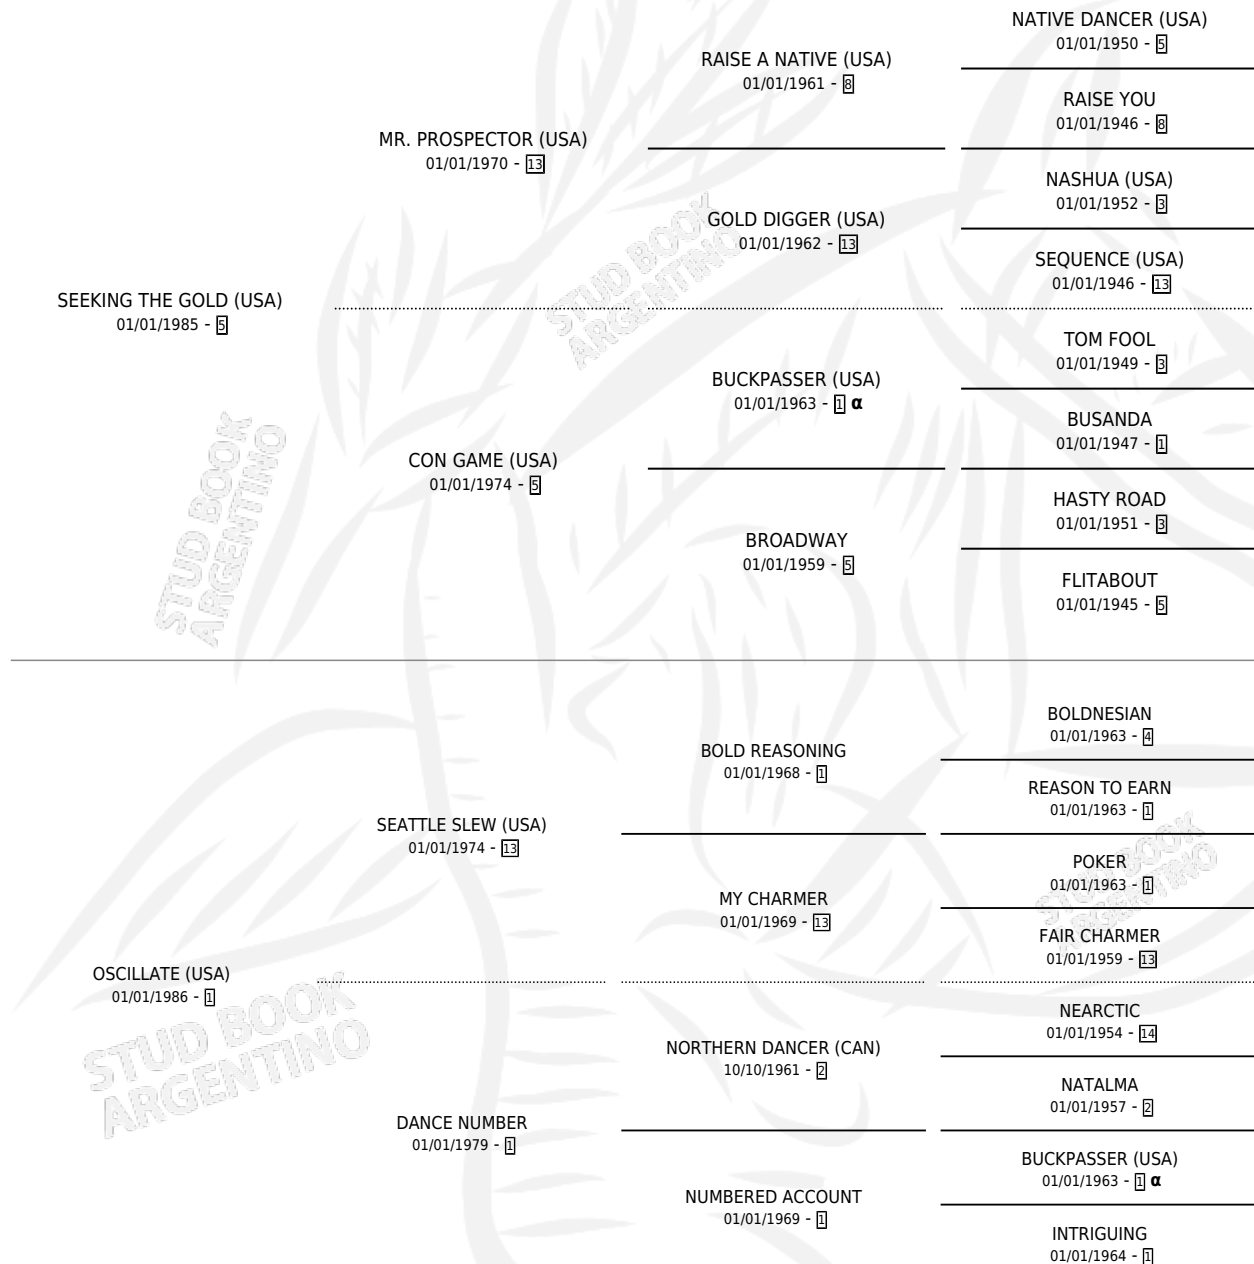 NATIVE DANCER (USA)
01/01/1950 - 5
RAISE A NATIVE (USA)
01/01/1961 - 8
RAISE YOU
01/01/1946 - 8
MR. PROSPECTOR (USA)
01/01/1970 - 13
NASHUA (USA)
01/01/1952 - 3
GOLD DIGGER (USA)
01/01/1962 - 13
SEQUENCE (USA)
01/01/1946 - 13
SEEKING THE GOLD (USA)
01/01/1985 - 5
STUD BOOK
ARGENTINO
TOM FOOL
01/01/1949 - 3
BUCKPASSER (USA)
01/01/1963 - 1 α
BUSANDA
01/01/1947 - 1
CON GAME (USA)
01/01/1974 - 5
HASTY ROAD
01/01/1951 - 3
BROADWAY
01/01/1959 - 5
FLITABOUT
01/01/1945 - 5
STUD BOOK
ARGENTINO
BOLDNESIAN
01/01/1963 - 4
BOLD REASONING
01/01/1968 - 1
REASON TO EARN
01/01/1963 - 1
SEATTLE SLEW (USA)
01/01/1974 - 13
POKER
01/01/1963 - 1
MY CHARMER
01/01/1969 - 13
FAIR CHARMER
01/01/1959 - 13
STUD BOOK
ARGENTINO
OSCILLATE (USA)
01/01/1986 - 1
STUD BOOK
ARGENTINO
NEARCTIC
01/01/1954 - 14
NORTHERN DANCER (CAN)
10/10/1961 - 2
NATALMA
01/01/1957 - 2
DANCE NUMBER
01/01/1979 - 1
BUCKPASSER (USA)
01/01/1963 - 1 α
NUMBERED ACCOUNT
01/01/1969 - 1
INTRIGUING
01/01/1964 - 1